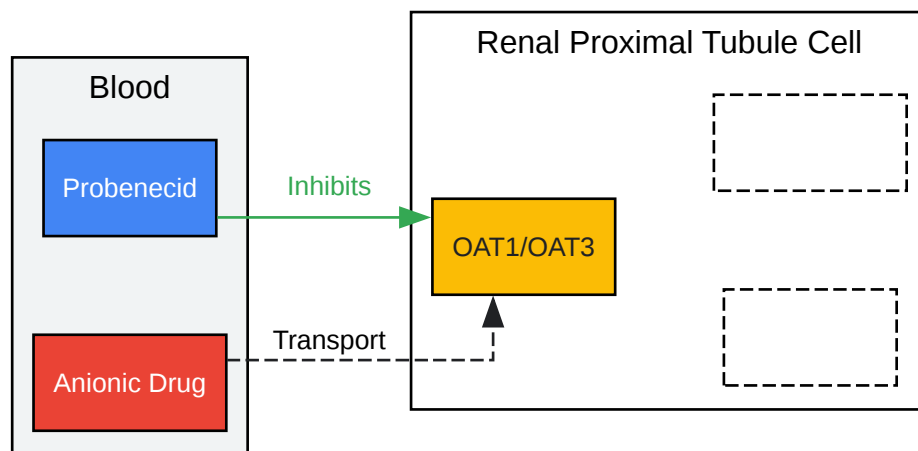 Renal Proximal Tubule Cell
Blood
Probenecid
Inhibits
OAT1/OAT3
Transport
Anionic Drug